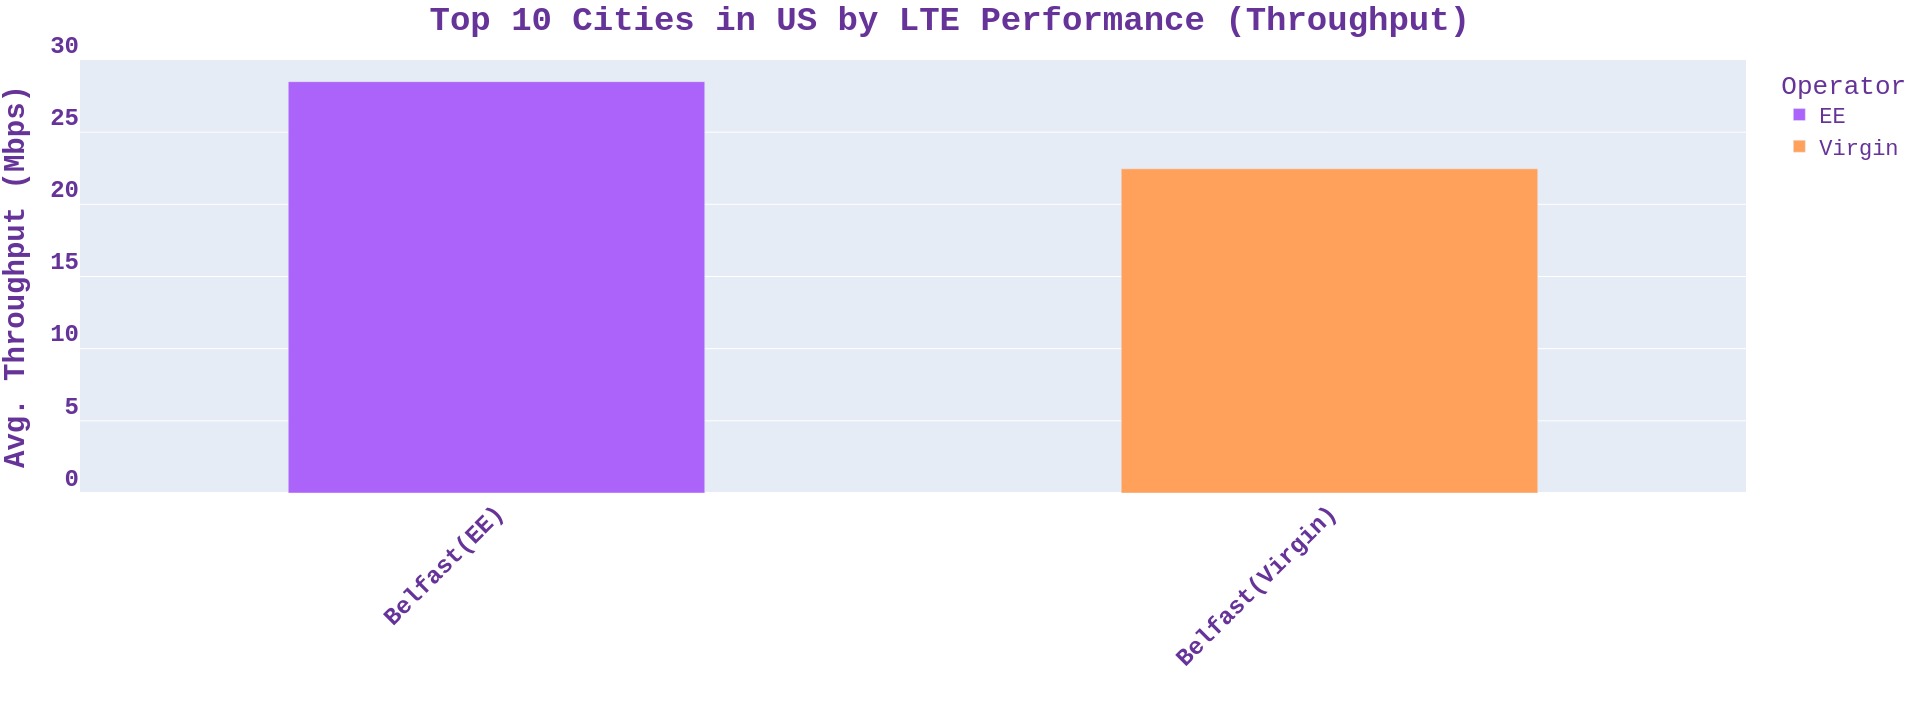 Top 10 Cities in US by LTE Performance (Throughput)
Avg. Throughput (Mbps)
30
25
20
15
10
5
0
Belfast(EE)
Belfast(Virgin)
Operator
EE
Virgin